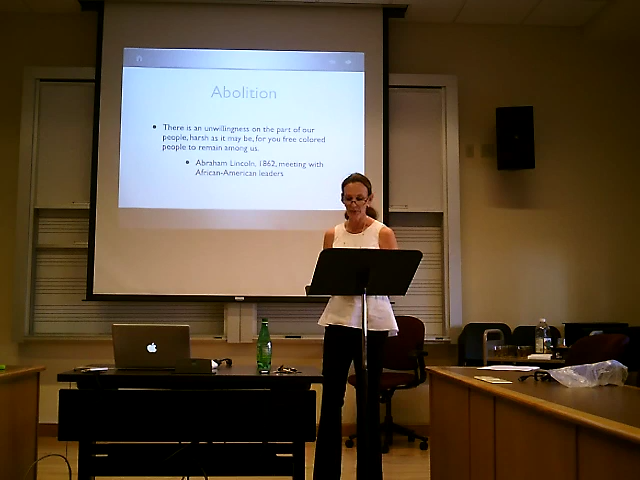 Abolition
• There is an unwillingness on the part of our
people, harsh as it may be, for you free colored
people to remain among us.
• Abraham Lincoln, 1862, meeting with
African-American leaders